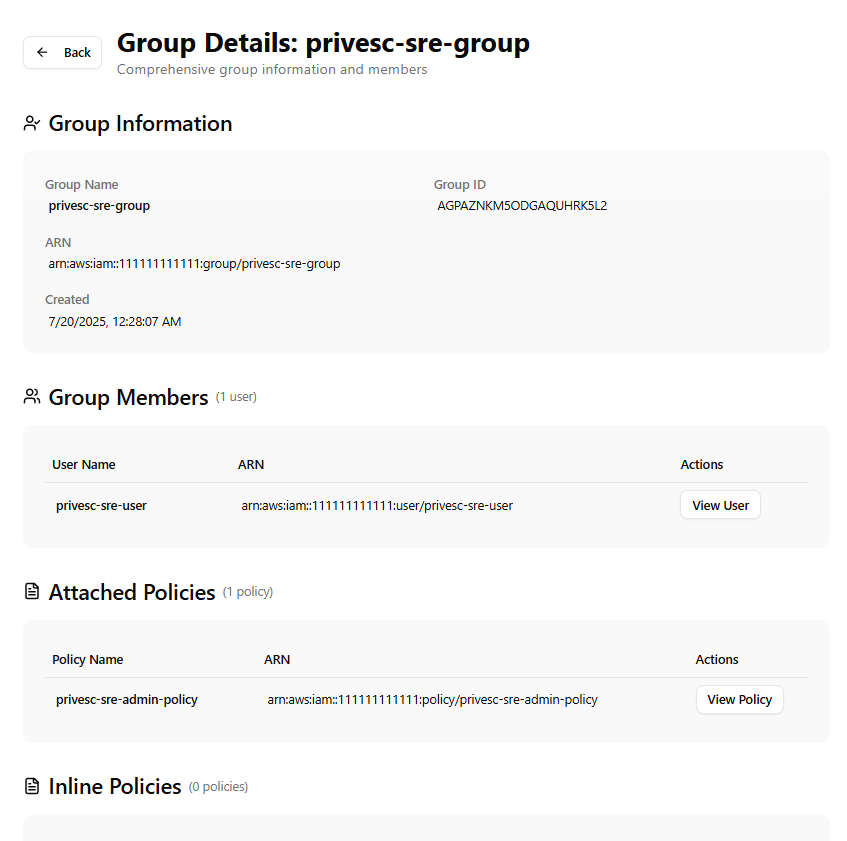 Back
Group Details: privesc-sre-group
Comprehensive group information and members
Group Information
Group Name
privesc-sre-group
Group ID
AGPAZNKM5ODGAQUHRK5L2
ARN
arn:aws:iam::111111111111:group/privesc-sre-group
Created
7/20/2025, 12:28:07 AM
Group Members (1 user)
User Name ARN Actions
privesc-sre-user arn:aws:iam::111111111111:user/privesc-sre-user View User
Attached Policies (1 policy)
Policy Name ARN Actions
privesc-sre-admin-policy arn:aws:iam::111111111111:policy/privesc-sre-admin-policy View Policy
Inline Policies (0 policies)